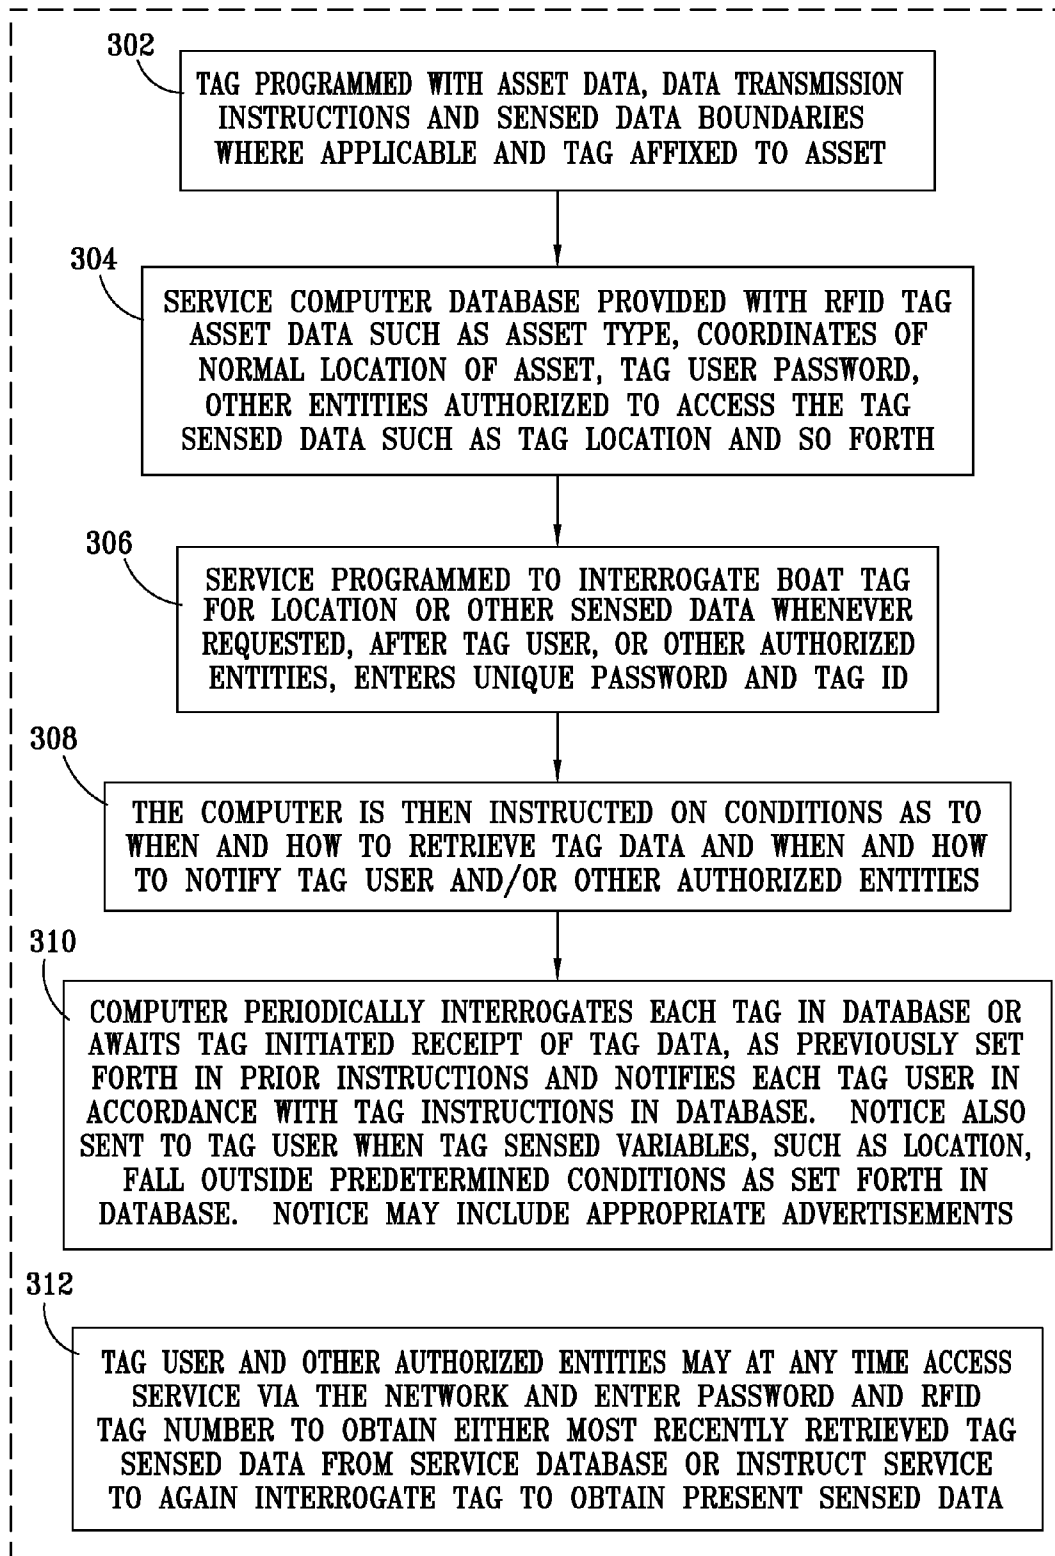 302
TAG PROGRAMMED WITH ASSET DATA, DATA TRANSMISSION
INSTRUCTIONS AND SENSED DATA BOUNDARIES
WHERE APPLICABLE AND TAG AFFIXED TO ASSET
304
SERVICE COMPUTER DATABASE PROVIDED WITH RFID TAG
ASSET DATA SUCH AS ASSET TYPE, COORDINATES OF
NORMAL LOCATION OF ASSET, TAG USER PASSWORD,
OTHER ENTITIES AUTHORIZED TO ACCESS THE TAG
SENSED DATA SUCH AS TAG LOCATION AND SO FORTH
306
SERVICE PROGRAMMED TO INTERROGATE BOAT TAG
FOR LOCATION OR OTHER SENSED DATA WHENEVER
REQUESTED, AFTER TAG USER, OR OTHER AUTHORIZED
ENTITIES, ENTERS UNIQUE PASSWORD AND TAG ID
308
THE COMPUTER IS THEN INSTRUCTED ON CONDITIONS AS TO
WHEN AND HOW TO RETRIEVE TAG DATA AND WHEN AND HOW
TO NOTIFY TAG USER AND/OR OTHER AUTHORIZED ENTITIES
310
COMPUTER PERIODICALLY INTERROGATES EACH TAG IN DATABASE OR
AWAITS TAG INITIATED RECEIPT OF TAG DATA, AS PREVIOUSLY SET
FORTH IN PRIOR INSTRUCTIONS AND NOTIFIES EACH TAG USER IN
ACCORDANCE WITH TAG INSTRUCTIONS IN DATABASE. NOTICE ALSO
SENT TO TAG USER WHEN TAG SENSED VARIABLES, SUCH AS LOCATION,
FALL OUTSIDE PREDETERMINED CONDITIONS AS SET FORTH IN
DATABASE. NOTICE MAY INCLUDE APPROPRIATE ADVERTISEMENTS
312
TAG USER AND OTHER AUTHORIZED ENTITIES MAY AT ANY TIME ACCESS
SERVICE VIA THE NETWORK AND ENTER PASSWORD AND RFID
TAG NUMBER TO OBTAIN EITHER MOST RECENTLY RETRIEVED TAG
SENSED DATA FROM SERVICE DATABASE OR INSTRUCT SERVICE
TO AGAIN INTERROGATE TAG TO OBTAIN PRESENT SENSED DATA